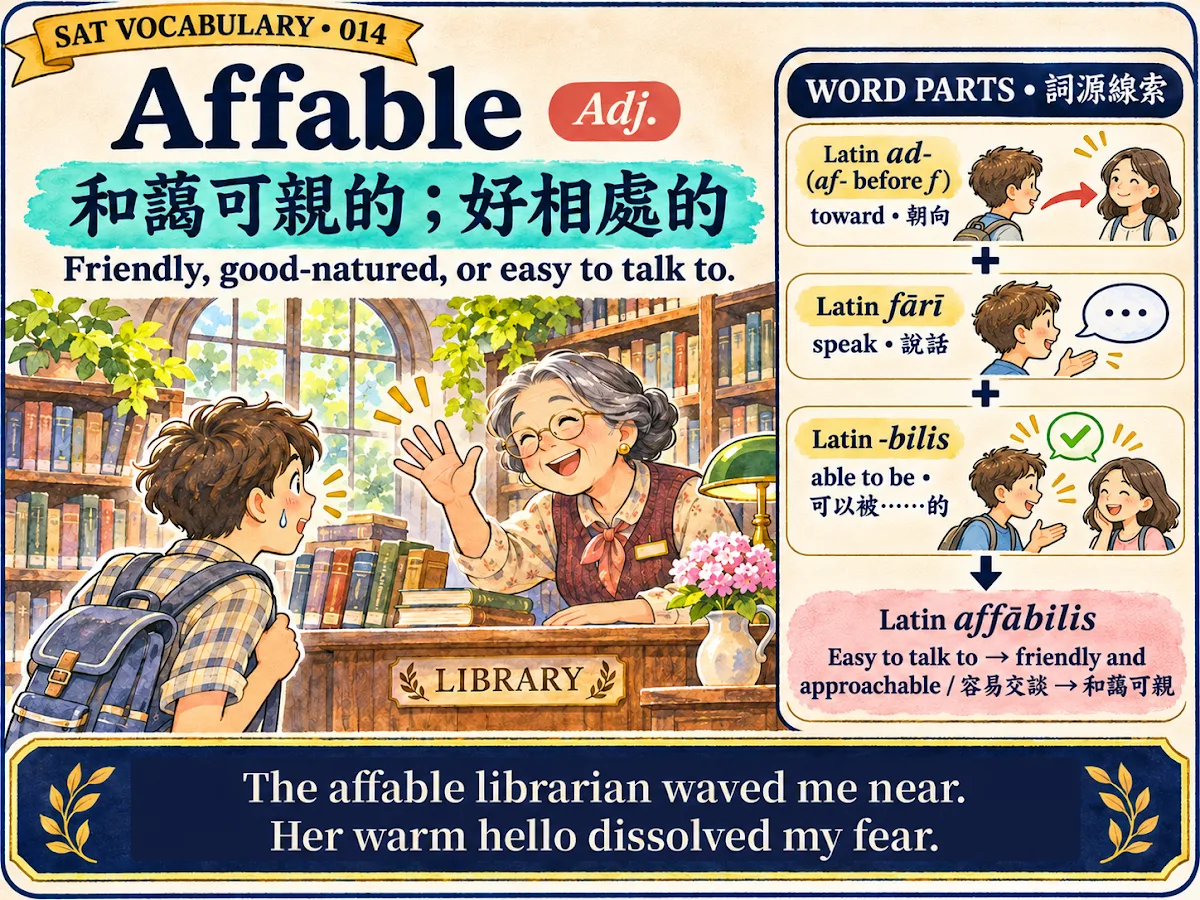 SAT VOCABULARY • 014
Affable Adj.
和藹可親的；好相處的
Friendly, good-natured, or easy to talk to.
LIBRARY
WORD PARTS • 詞源線索
Latin ad-
(af- before f)
toward • 朝向
+
Latin fārī
speak • 說話
+
Latin -bilis
able to be •
可以被……的
Latin affābilis
Easy to talk to → friendly and
approachable / 容易交談 → 和藹可親
The affable librarian waved me near.
Her warm hello dissolved my fear.